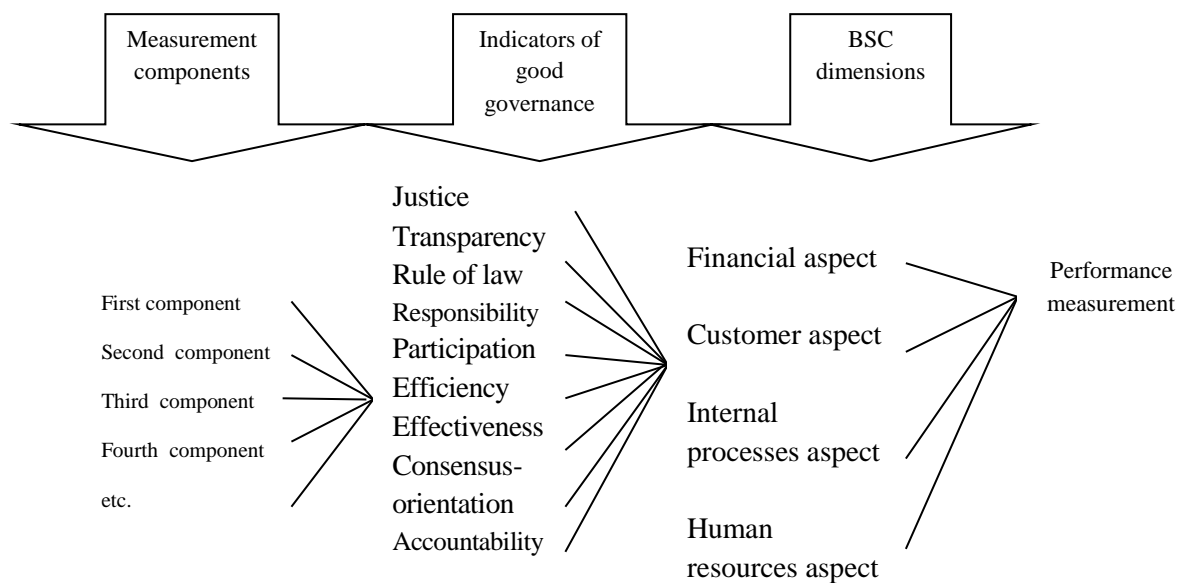 Measurement
components
Indicators of
good
governance
BSC
dimensions
First component
Second component
Third component
Fourth component
etc.
Justice
Transparency
Rule of law
Responsibility
Participation
Efficiency
Effectiveness
Consensus-
orientation
Accountability
Financial aspect
Customer aspect
Internal
processes aspect
Human
resources aspect
Performance
measurement